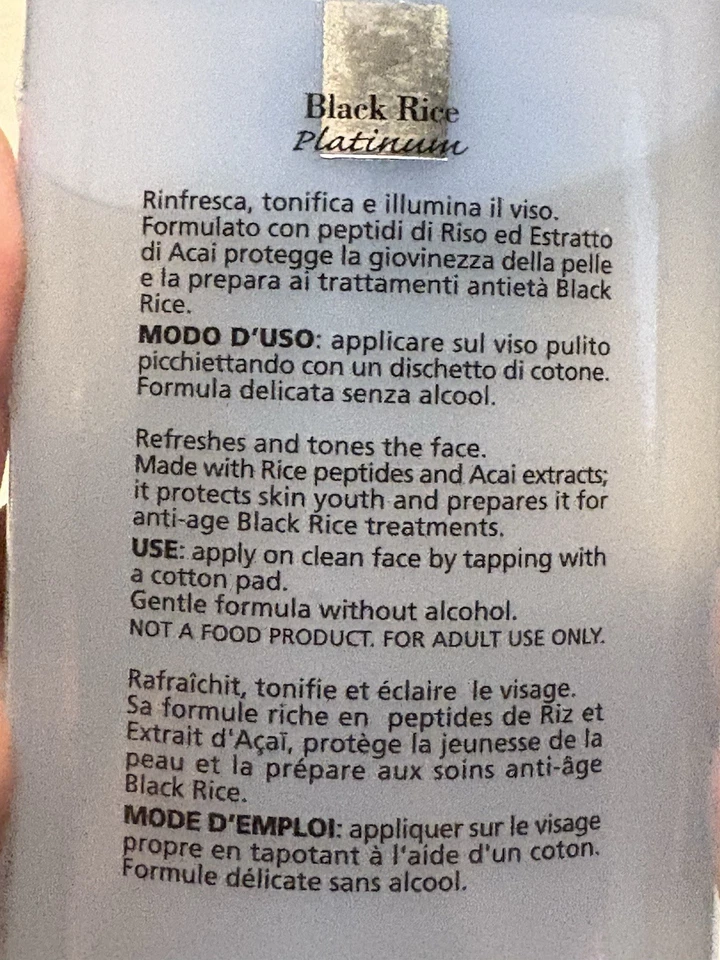 Black Rice
Platinum
Rinfresca, tonifica e illumina il viso.
Formulato con peptidi di Riso ed Estratto
di Acai protegge la giovinezza della pelle
e la prepara ai trattamenti antietà Black
Rice.
MODO D'USO: applicare sul viso pulito
picchiettando con un dischetto di cotone.
Formula delicata senza alcool.
Refreshes and tones the face.
Made with Rice peptides and Acai extracts;
it protects skin youth and prepares it for
anti-age Black Rice treatments.
USE: apply on clean face by tapping with
a cotton pad.
Gentle formula without alcohol.
NOT A FOOD PRODUCT. FOR ADULT USE ONLY.
Rafraîchit, tonifie et éclaire le visage.
Sa formule riche en peptides de Riz et
Extrait d'Açaï, protège la jeunesse de la
peau et la prépare aux soins anti-âge
Black Rice.
MODE D'EMPLOI: appliquer sur le visage
propre en tapotant à l'aide d'un coton.
Formule délicate sans alcool.